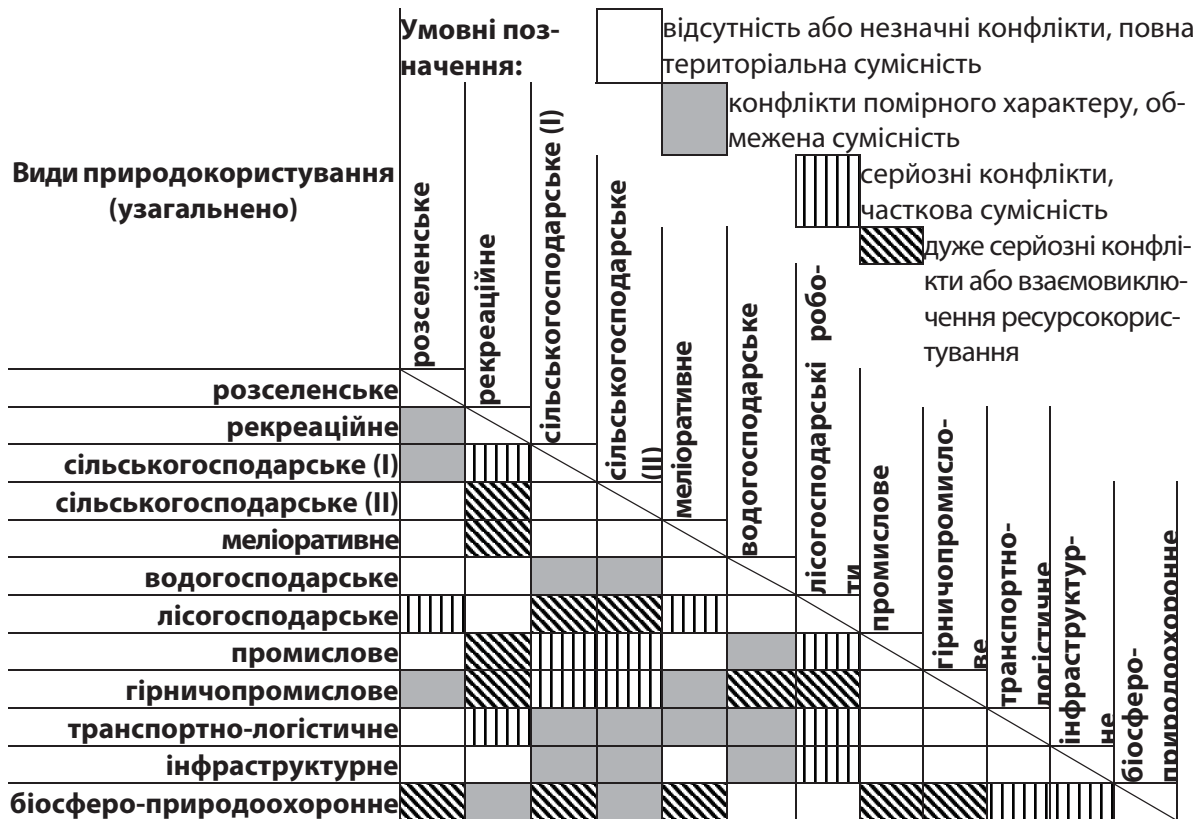 Умовні поз-
начення:
відсутність або незначні конфлікти, повна
територіальна сумісність
конфлікти помірного характеру, об-
межена сумісність
серйозні конфлікти,
часткова сумісність
дуже серйозні конфлі-
кти або взаємовиклю-
чення ресурсокорис-
тування
Види природокористування
(узагальнено)
розселенське
рекреаційне
сільськогосподарське (I)
сільськогосподарське
(II)
меліоративне
водогосподарське
лісогосподарські робо-
ти
промислове
гірничопромисло-
ве
транспортно-
логістичне
інфраструктур-
не
біосферо-
природоохоронне
розселенське
рекреаційне
сільськогосподарське (I)
сільськогосподарське (II)
меліоративне
водогосподарське
лісогосподарське
промислове
гірничопромислове
транспортно-логістичне
інфраструктурне
біосферо-природоохоронне